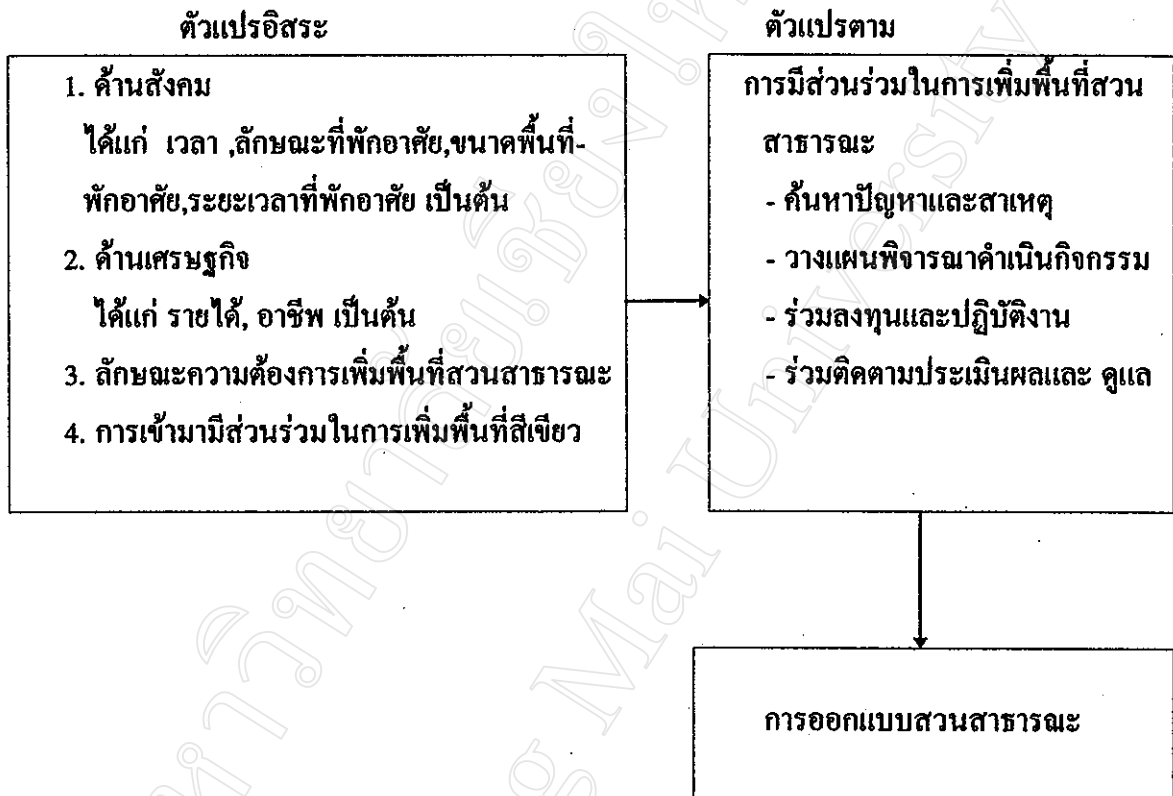 ตัวแปรอิสระ
1. ด้านสังคม
ได้แก่ เวลา ,ลักษณะที่พักอาศัย,ขนาดพื้นที่-
พักอาศัย,ระยะเวลาที่พักอาศัย เป็นต้น
2. ด้านเศรษฐกิจ
ได้แก่ รายได้, อาชีพ เป็นต้น
3. ลักษณะความต้องการเพิ่มพื้นที่สวนสาธารณะ
4. การเข้ามามีส่วนร่วมในการเพิ่มพื้นที่สีเขียว
ตัวแปรตาม
การมีส่วนร่วมในการเพิ่มพื้นที่สวน
สาธารณะ
- ค้นหาปัญหาและสาเหตุ
- วางแผนพิจารณาดำเนินกิจกรรม
- ร่วมลงทุนและปฏิบัติงาน
- ร่วมติดตามประเมินผลและ ดูแล
การออกแบบสวนสาธารณะ
Mai University